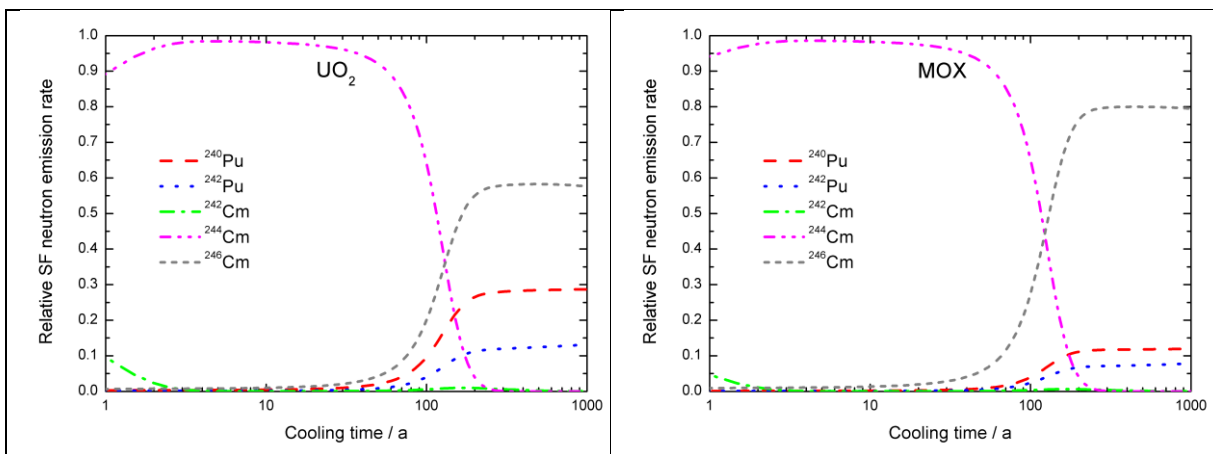 Relative SF neutron emission rate
1.0
0.9
0.8
0.7
0.6
0.5
0.4
0.3
0.2
0.1
0.0
UO₂
²⁴⁰Pu
²⁴²Pu
²⁴²Cm
²⁴⁴Cm
²⁴⁶Cm
1 10 100 1000
Cooling time / a
Relative SF neutron emission rate
1.0
0.9
0.8
0.7
0.6
0.5
0.4
0.3
0.2
0.1
0.0
MOX
²⁴⁰Pu
²⁴²Pu
²⁴²Cm
²⁴⁴Cm
²⁴⁶Cm
1 10 100 1000
Cooling time / a